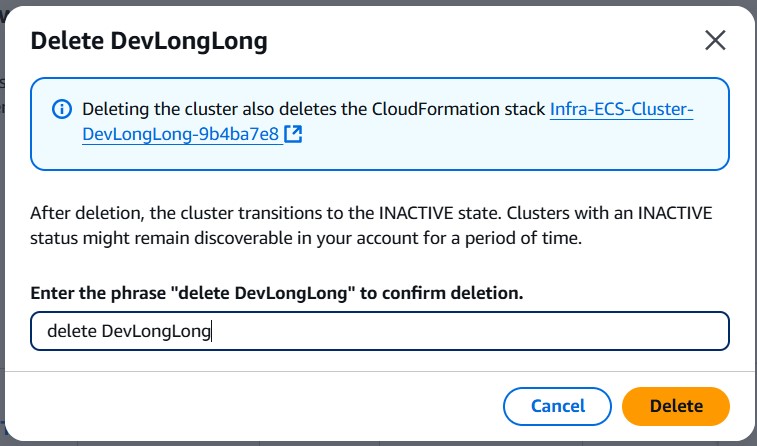 Delete DevLongLong
Deleting the cluster also deletes the CloudFormation stack Infra-ECS-Cluster-
DevLongLong-9b4ba7e8
After deletion, the cluster transitions to the INACTIVE state. Clusters with an INACTIVE
status might remain discoverable in your account for a period of time.
Enter the phrase "delete DevLongLong" to confirm deletion.
delete DevLongLong
Cancel
Delete